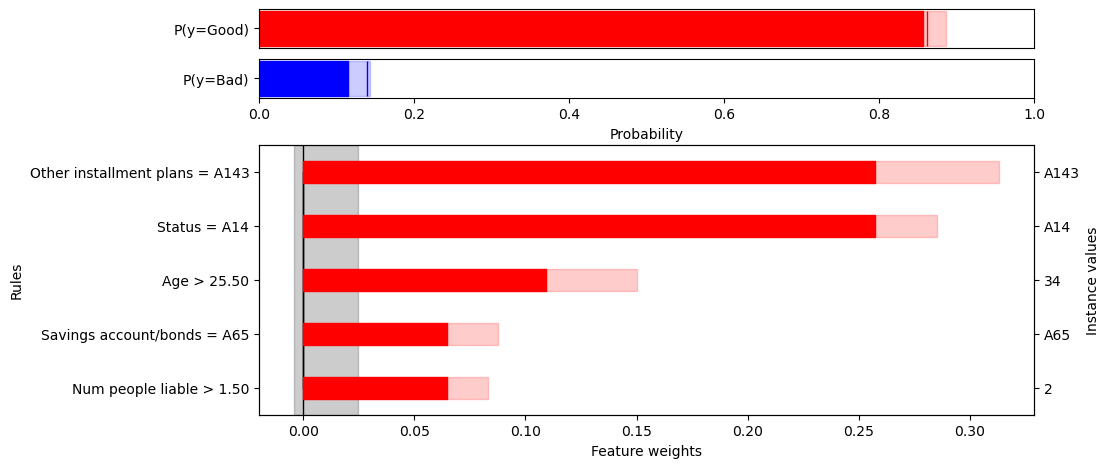 P(y=Good)
P(y=Bad)
0.0 0.2 0.4 0.6 0.8 1.0
Probability
Other installment plans = A143 A143
Status = A14 A14
Age > 25.50 34
Savings account/bonds = A65 A65
Num people liable > 1.50 2
Rules
Instance values
0.00 0.05 0.10 0.15 0.20 0.25 0.30
Feature weights